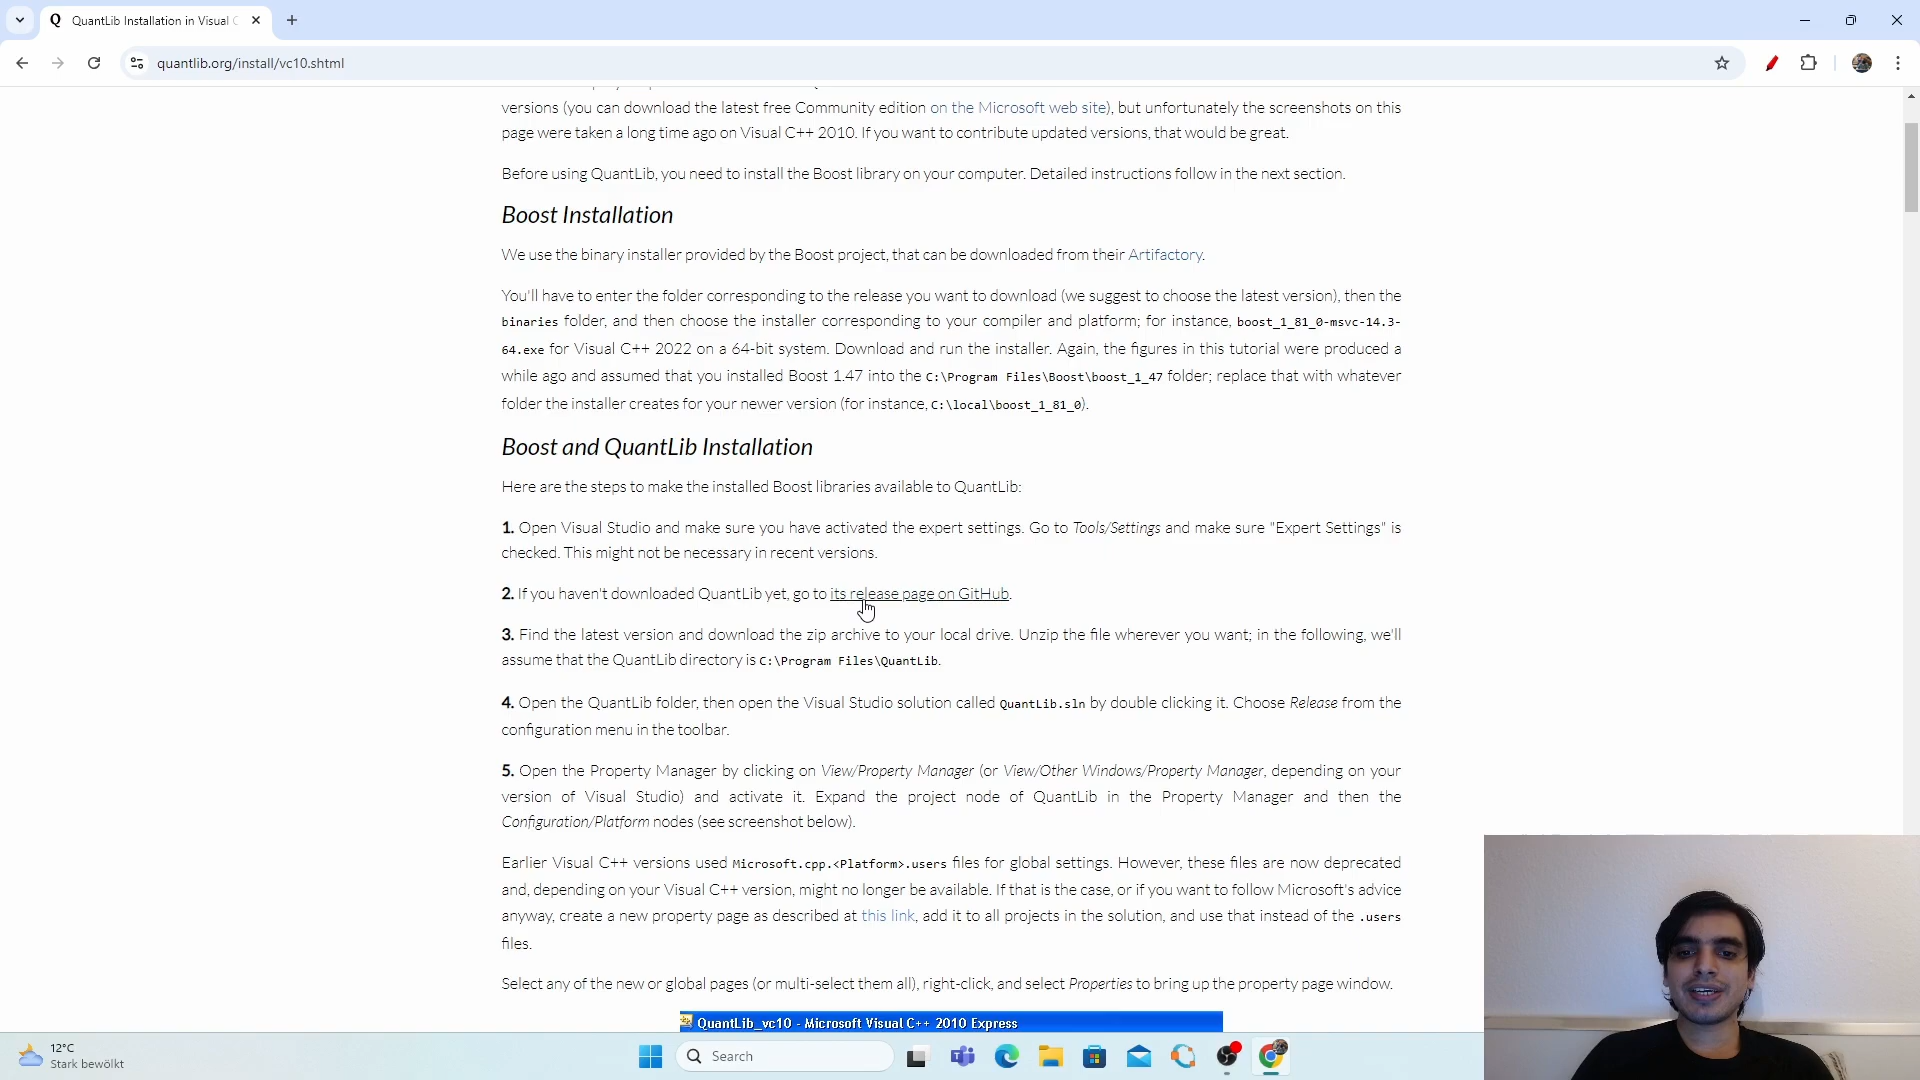 QuantLib Installation in Visual C
quantlib.org/install/vc10.shtml
versions (you can download the latest free Community edition on the Microsoft web site), but unfortunately the screenshots on this
page were taken a long time ago on Visual C++ 2010. If you want to contribute updated versions, that would be great.
Before using QuantLib, you need to install the Boost library on your computer. Detailed instructions follow in the next section.
Boost Installation
We use the binary installer provided by the Boost project, that can be downloaded from their Artifactory.
You'll have to enter the folder corresponding to the release you want to download (we suggest to choose the latest version), then the
binaries folder, and then choose the installer corresponding to your compiler and platform; for instance, boost_1_81_0-msvc-14.3-
64.exe for Visual C++ 2022 on a 64-bit system. Download and run the installer. Again, the figures in this tutorial were produced a
while ago and assumed that you installed Boost 1.47 into the C:\Program Files\Boost\boost_1_47 folder; replace that with whatever
folder the installer creates for your newer version (for instance, C:\local\boost_1_81_0).
Boost and QuantLib Installation
Here are the steps to make the installed Boost libraries available to QuantLib:
1. Open Visual Studio and make sure you have activated the expert settings. Go to Tools/Settings and make sure "Expert Settings" is
checked. This might not be necessary in recent versions.
2. If you haven't downloaded QuantLib yet, go to its release page on GitHub.
3. Find the latest version and download the zip archive to your local drive. Unzip the file wherever you want; in the following, we'll
assume that the QuantLib directory is C:\Program Files\QuantLib.
4. Open the QuantLib folder, then open the Visual Studio solution called QuantLib.sln by double clicking it. Choose Release from the
configuration menu in the toolbar.
5. Open the Property Manager by clicking on View/Property Manager (or View/Other Windows/Property Manager, depending on your
version of Visual Studio) and activate it. Expand the project node of QuantLib in the Property Manager and then the
Configuration/Platform nodes (see screenshot below).
Earlier Visual C++ versions used Microsoft.cpp.<Platform>.users files for global settings. However, these files are now deprecated
and, depending on your Visual C++ version, might no longer be available. If that is the case, or if you want to follow Microsoft's advice
anyway, create a new property page as described at this link, add it to all projects in the solution, and use that instead of the .users
files.
Select any of the new or global pages (or multi-select them all), right-click, and select Properties to bring up the property page window.
QuantLib_vc10 - Microsoft Visual C++ 2010 Express
12°C
Stark bewölkt
Search